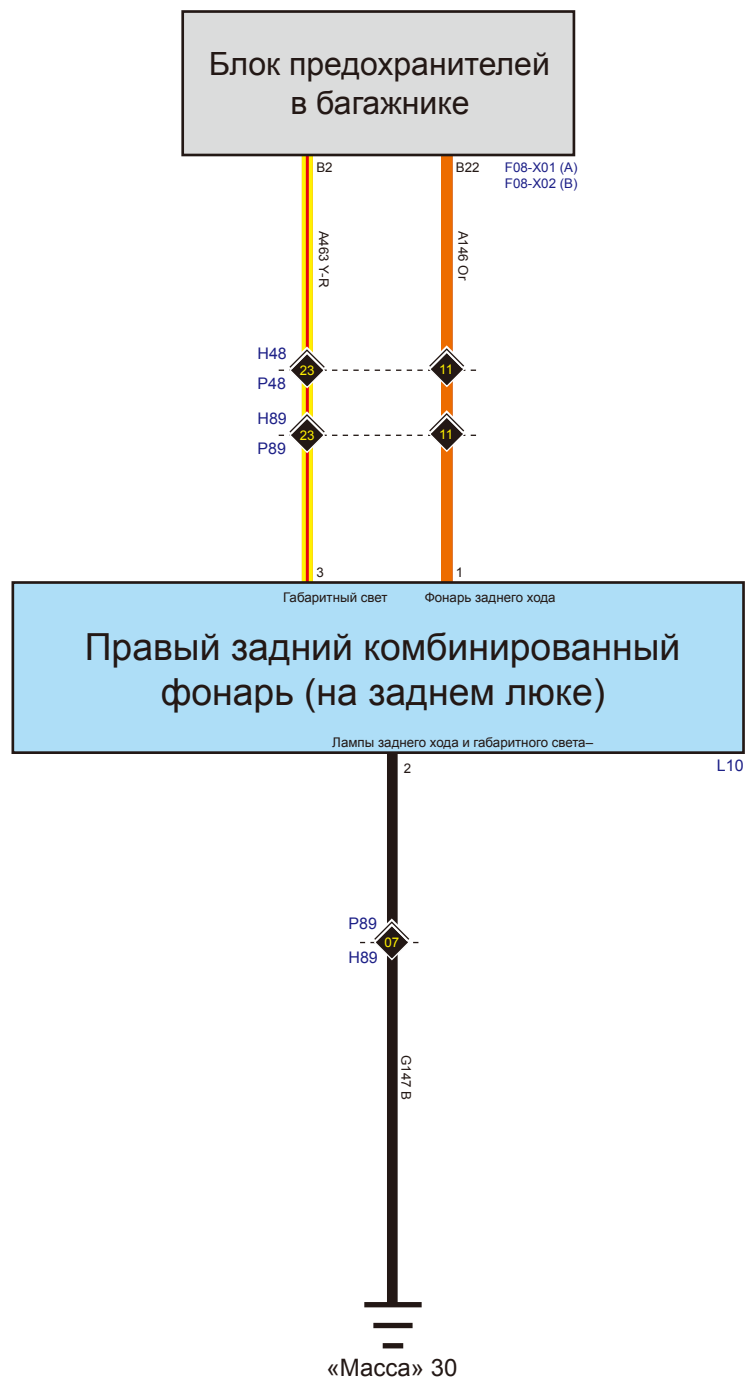 Блок предохранителей
в багажнике
B2
B22
F08-X01 (A)
F08-X02 (B)
A463 Y-R
A146 Or
H48
23
11
P48
H89
23
11
P89
3
1
Габаритный свет
Фонарь заднего хода
Правый задний комбинированный
фонарь (на заднем люке)
Лампы заднего хода и габаритного света–
2
L10
P89
07
H89
G147 B
«Масса» 30